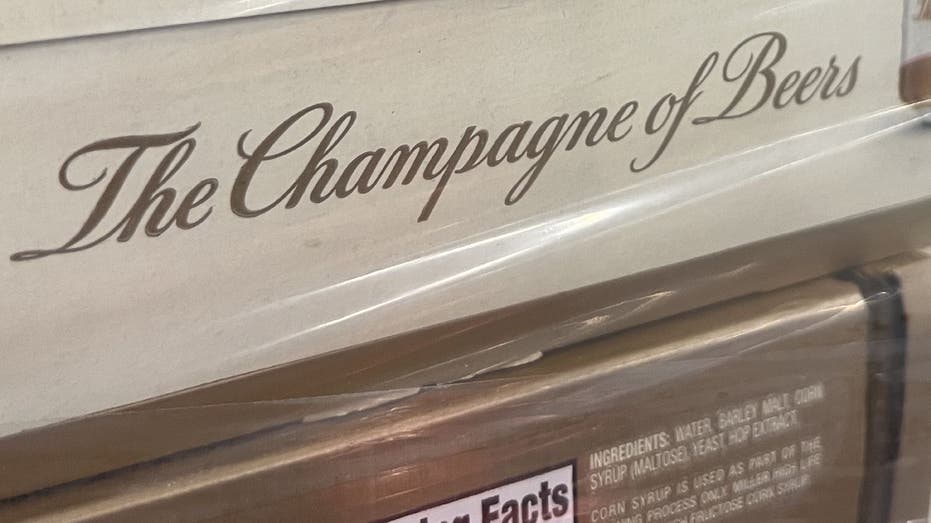 The Champagne of Beers
INGREDIENTS: WATER, BARLEY MALT, CORN
SYRUP (MALTOSE), YEAST, HOP EXTRACT
CORN SYRUP IS USED AS PART OF THE
PROCESS ONLY. MILLER HIGH LIFE
FRUCTOSE CORN SYRUP.
Facts